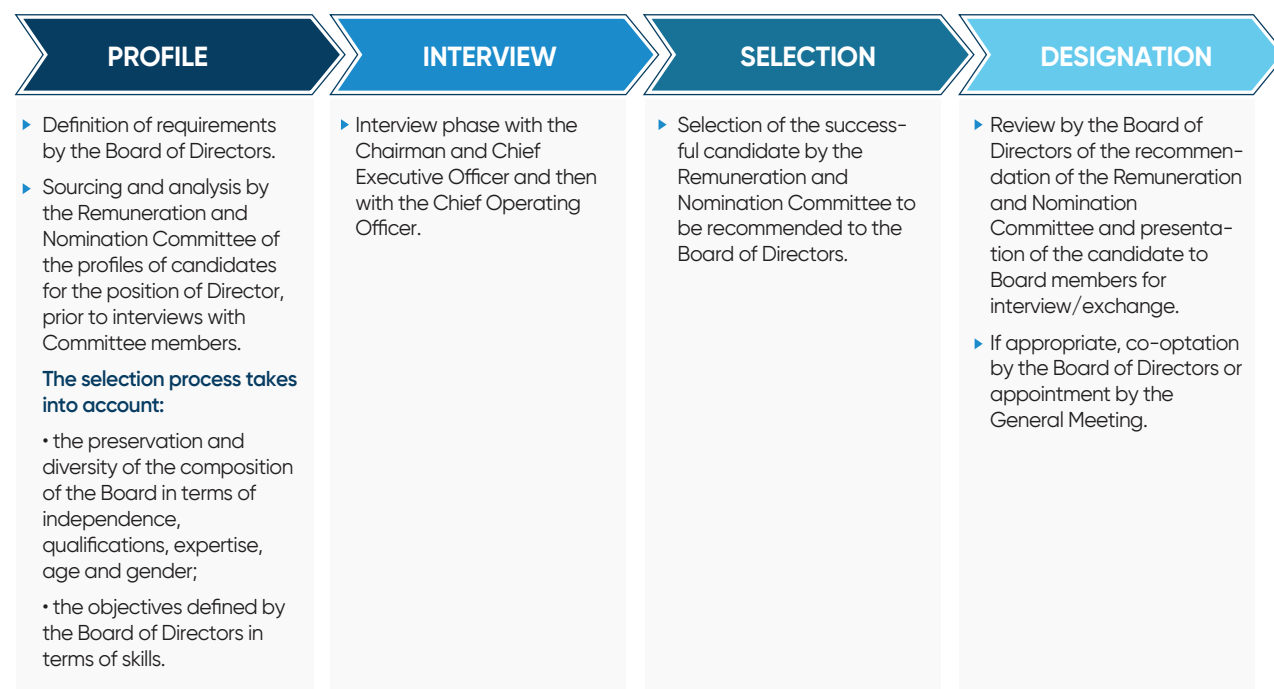 PROFILE
Definition of requirements
by the Board of Directors.
Sourcing and analysis by
the Remuneration and
Nomination Committee of
the profiles of candidates
for the position of Director,
prior to interviews with
Committee members.
The selection process takes
into account:
• the preservation and
diversity of the composition
of the Board in terms of
independence,
qualifications, expertise,
age and gender;
• the objectives defined by
the Board of Directors in
terms of skills.
INTERVIEW
Interview phase with the
Chairman and Chief
Executive Officer and then
with the Chief Operating
Officer.
SELECTION
Selection of the success-
ful candidate by the
Remuneration and
Nomination Committee to
be recommended to the
Board of Directors.
DESIGNATION
Review by the Board of
Directors of the recommen-
dation of the Remuneration
and Nomination
Committee and presenta-
tion of the candidate to
Board members for
interview/exchange.
If appropriate, co-optation
by the Board of Directors or
appointment by the
General Meeting.